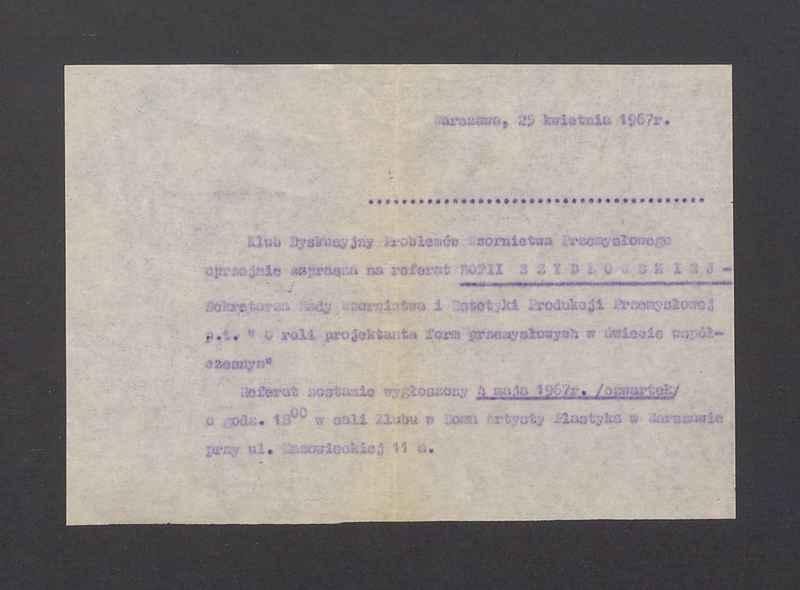 Warszawa, 25 kwietnia 1967r.
........................................
Klub Dyskusyjny Problemów Wzornictwa Przemysłowego
uprzejmie zaprasza na referat ZOFII S Z Y D Ł O W S K I E J -
Sekretarza Rady Wzornictwa i Estetyki Produkcji Przemysłowej
p.t. " O roli projektanta form przemysłowych w świecie współ-
czesnym"
Referat zostanie wygłoszony 4 maja 1967r. /czwartek/
o godz. 18⁰⁰ w sali Klubu w Domu Artysty Plastyka w Warszawie
przy ul. Mazowieckiej 11 a.